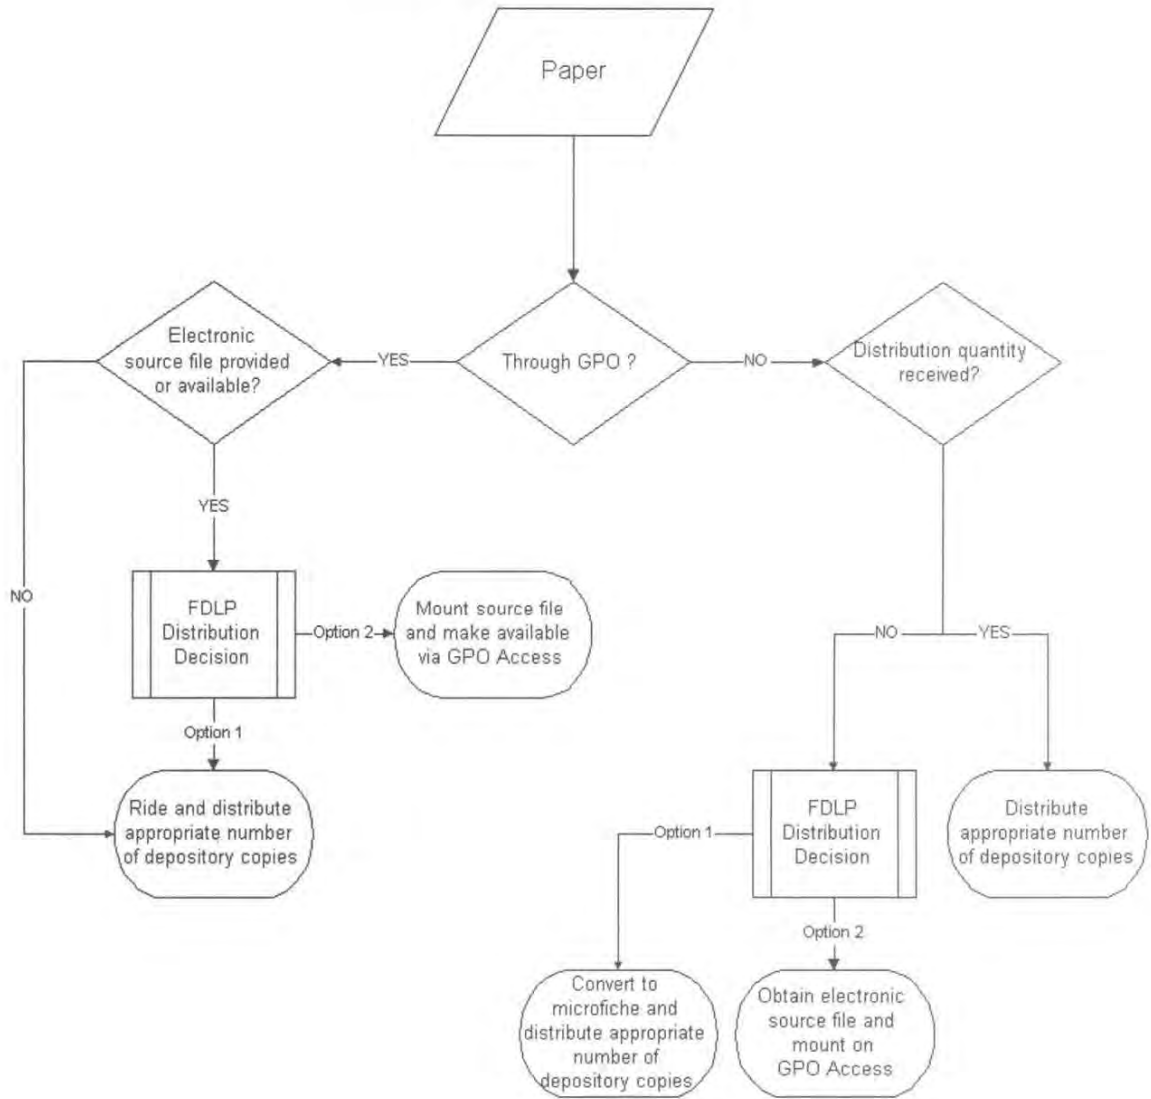 Paper
Electronic
source file provided
or available?
YES
Through GPO ?
NO
Distribution quantity
received?
YES
NO
FDLP
Distribution
Decision
Option 2
Mount source file
and make available
via GPO Access
NO
YES
Option 1
Ride and distribute
appropriate number
of depository copies
Option 1
FDLP
Distribution
Decision
Distribute
appropriate number
of depository copies
Option 2
Convert to
microfiche and
distribute appropriate
number of
depository copies
Obtain electronic
source file and
mount on
GPO Access